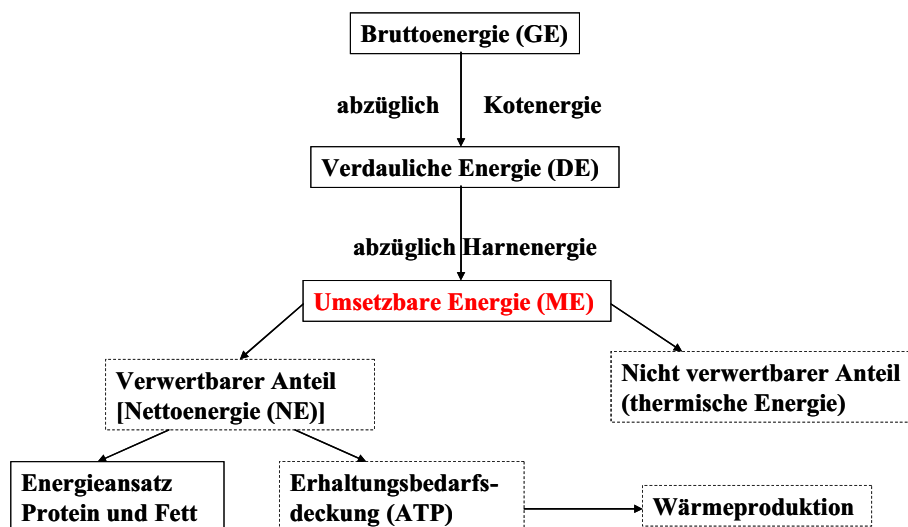 Bruttoenergie (GE)
abzüglich Kotenergie
Verdauliche Energie (DE)
abzüglich Harnenergie
Umsetzbare Energie (ME)
Verwertbarer Anteil
[Nettoenergie (NE)]
Nicht verwertbarer Anteil
(thermische Energie)
Energieansatz
Protein und Fett
Erhaltungsbedarfs-
deckung (ATP)
Wärmeproduktion